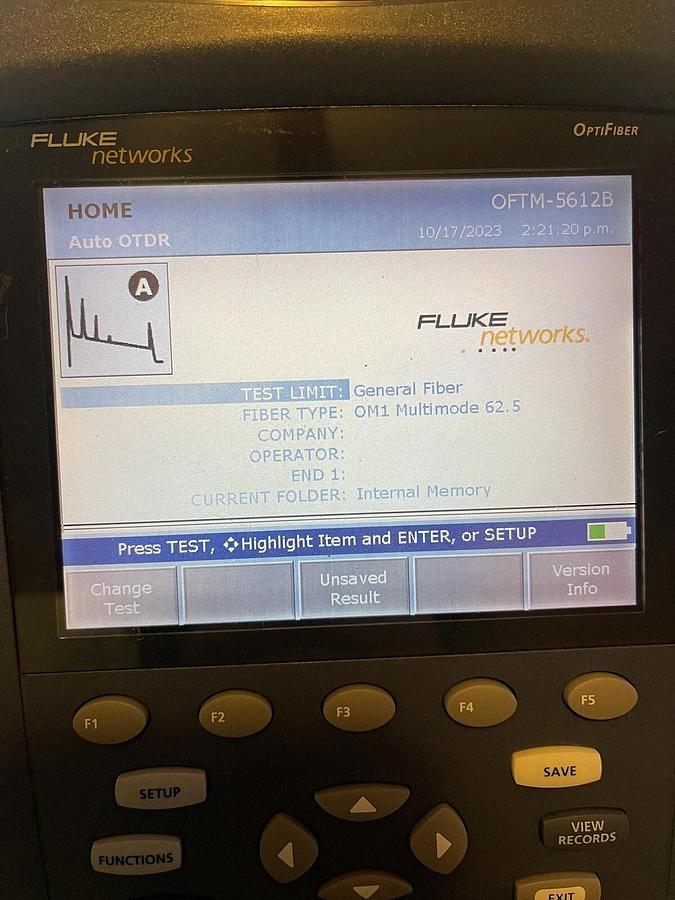 FLUKE
networks
OPTIFIBER
HOME
OFTM-5612B
Auto OTDR
10/17/2023 2:21:20 p.m.
A
FLUKE
networks.
TEST LIMIT: General Fiber
FIBER TYPE: OM1 Multimode 62.5
COMPANY:
OPERATOR:
END 1:
CURRENT FOLDER: Internal Memory
Press TEST, Highlight Item and ENTER, or SETUP
Change
Test
Unsaved
Result
Version
Info
F1
F2
F3
F4
F5
SETUP
SAVE
FUNCTIONS
VIEW
RECORDS
EXIT